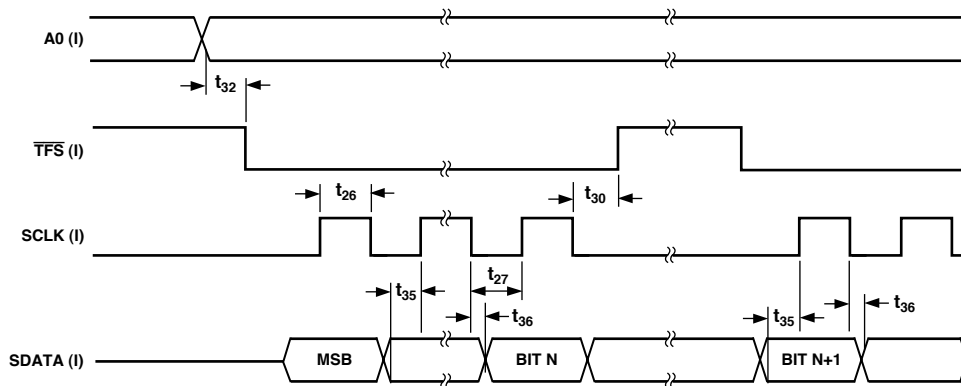 A0 (I)
t32
TFS (I)
t26
t30
SCLK (I)
t27
t35
t36
t35
t36
SDATA (I)
MSB
BIT N
BIT N+1